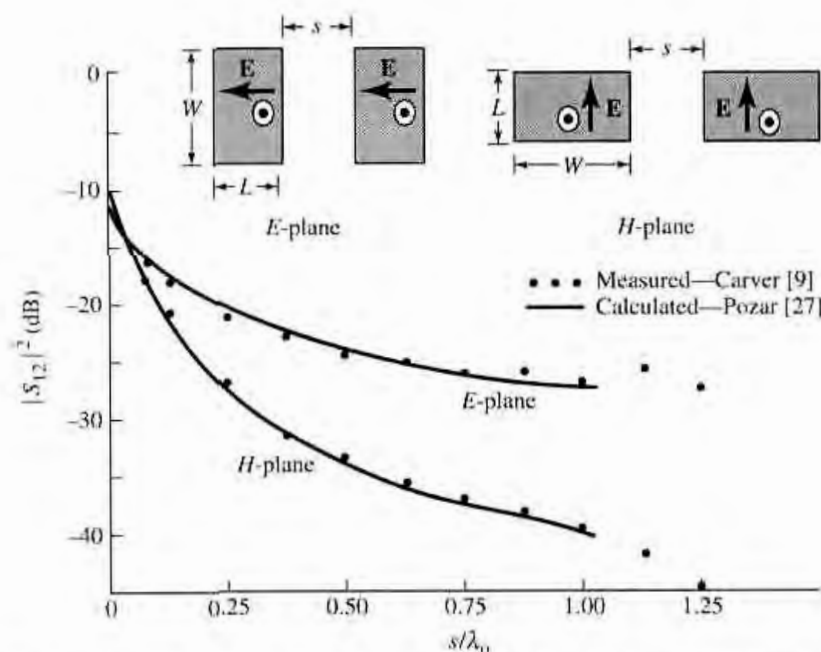 s
s
E
E
W
L
E
E
L
W
E-plane
H-plane
Measured—Carver [9]
Calculated—Pozar [27]
|S₁₂|² (dB)
0
−10
−20
−30
−40
E-plane
H-plane
0
0.25
0.50
0.75
1.00
1.25
s/λ₀